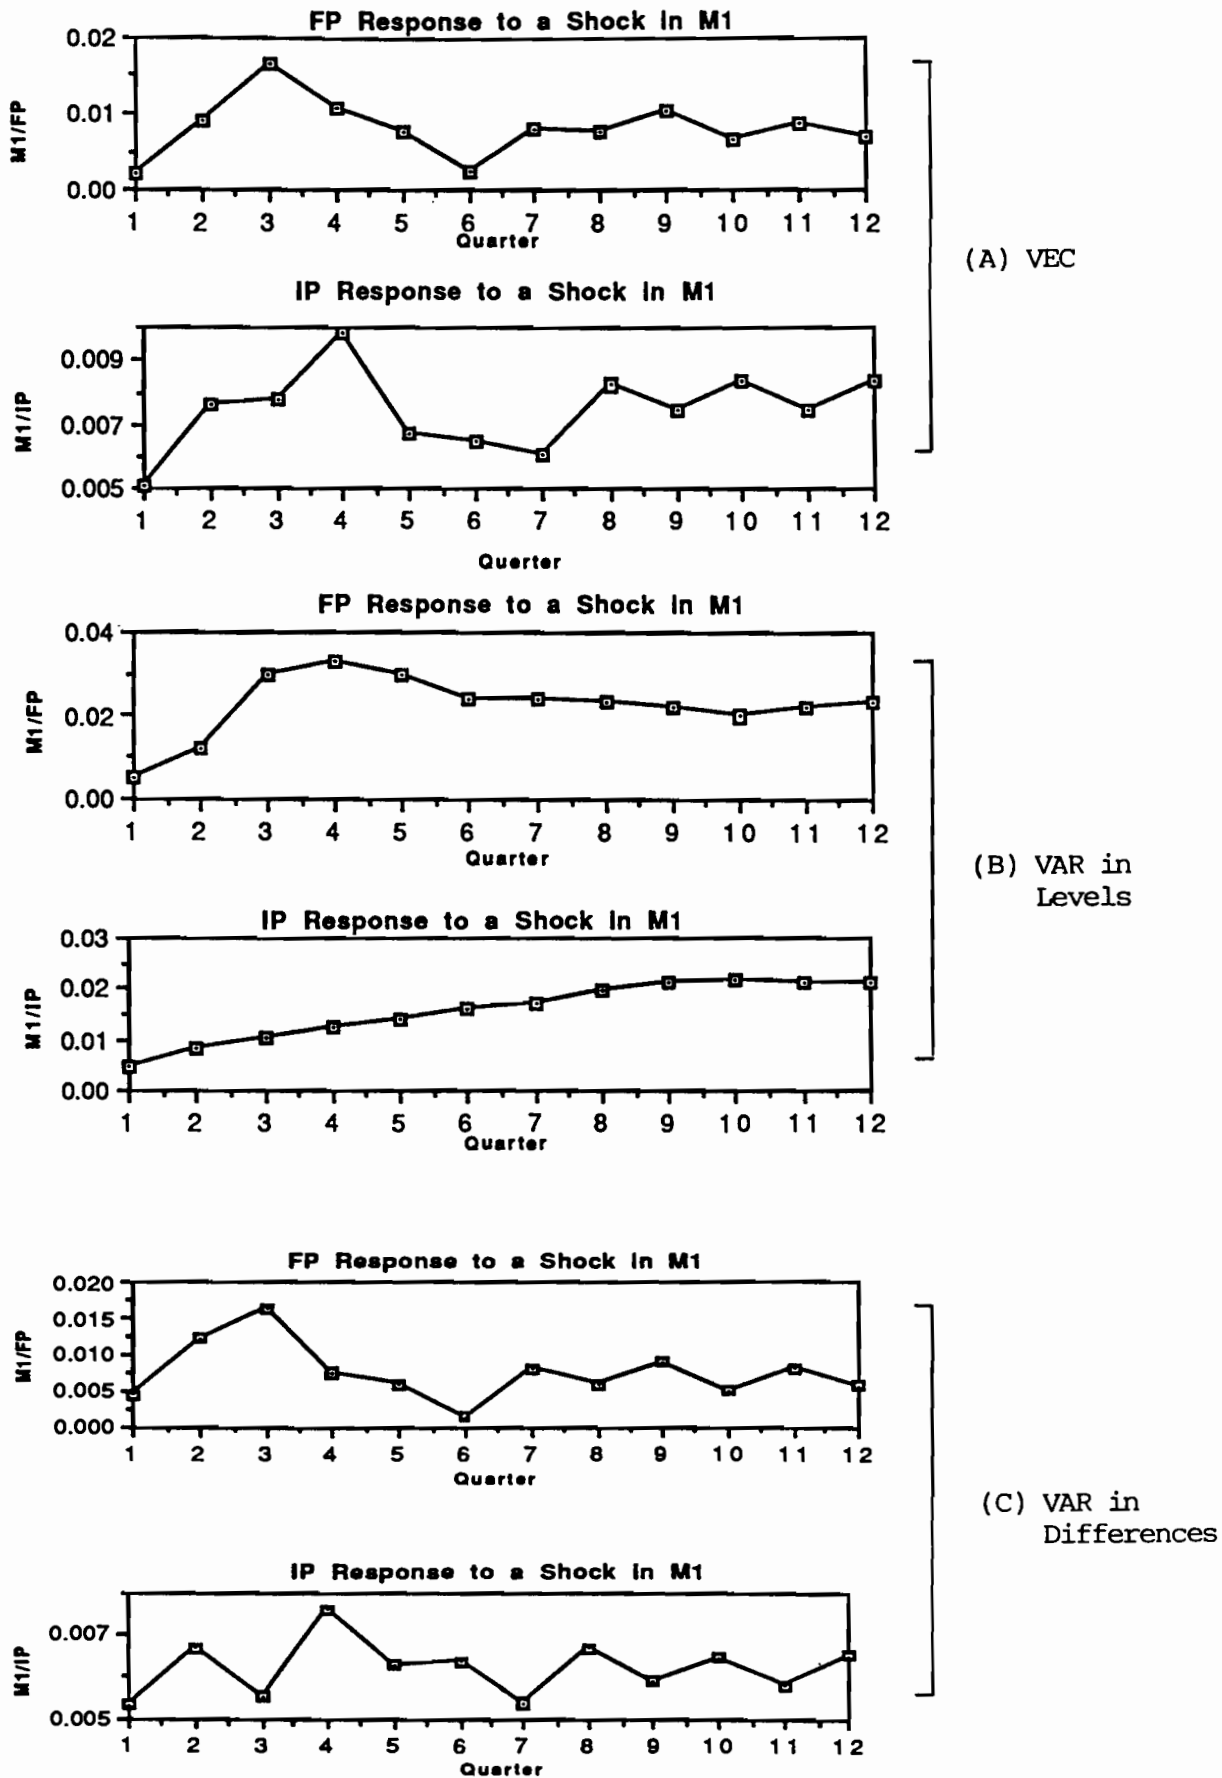 FP Response to a Shock in M1
0.02
0.01
0.00
M1/FP
1 2 3 4 5 6 7 8 9 10 11 12
Quarter
IP Response to a Shock in M1
0.009
0.007
0.005
M1/IP
1 2 3 4 5 6 7 8 9 10 11 12
Quarter
(A) VEC
FP Response to a Shock in M1
0.04
0.02
0.00
M1/FP
1 2 3 4 5 6 7 8 9 10 11 12
Quarter
IP Response to a Shock in M1
0.03
0.02
0.01
0.00
M1/IP
1 2 3 4 5 6 7 8 9 10 11 12
Quarter
(B) VAR in
Levels
FP Response to a Shock in M1
0.020
0.015
0.010
0.005
0.000
M1/FP
1 2 3 4 5 6 7 8 9 10 11 12
Quarter
IP Response to a Shock in M1
0.007
0.005
M1/IP
1 2 3 4 5 6 7 8 9 10 11 12
Quarter
(C) VAR in
Differences